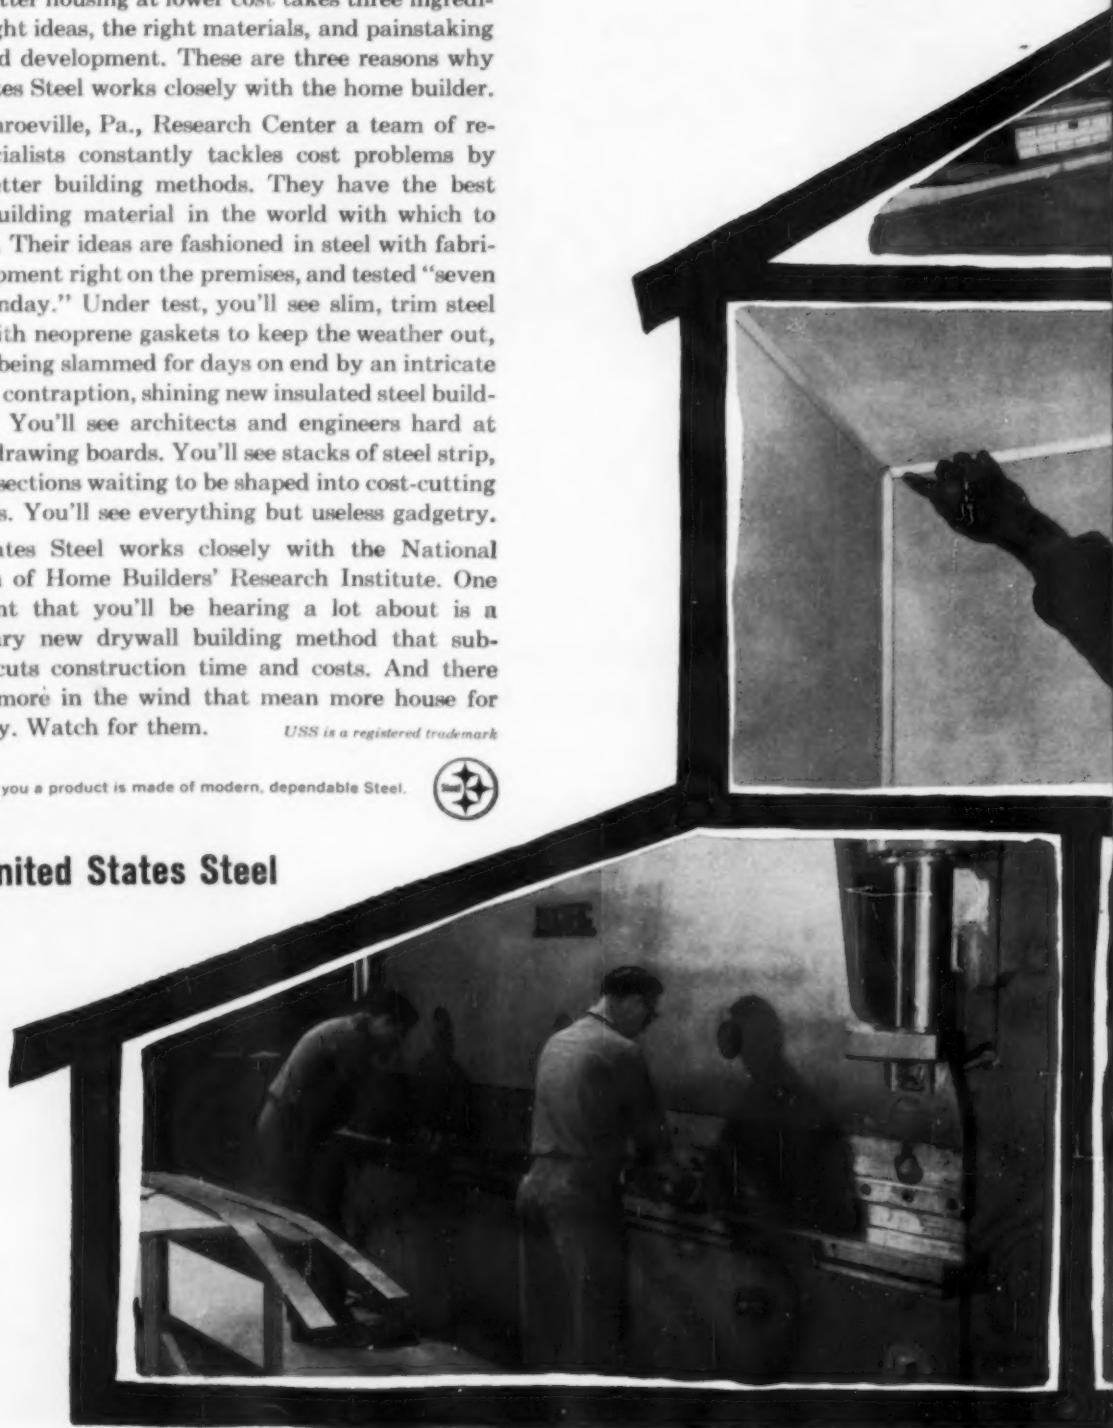 tter housing at lower cost takes three ingredi-
ght ideas, the right materials, and painstaking
d development. These are three reasons why
tes Steel works closely with the home builder.
nroeville, Pa., Research Center a team of re-
cialists constantly tackles cost problems by
etter building methods. They have the best
uilding material in the world with which to
. Their ideas are fashioned in steel with fabri-
pment right on the premises, and tested “seven
nday.” Under test, you’ll see slim, trim steel
ith neoprene gaskets to keep the weather out,
being slammed for days on end by an intricate
contraption, shining new insulated steel build-
You’ll see architects and engineers hard at
drawing boards. You’ll see stacks of steel strip,
sections waiting to be shaped into cost-cutting
s. You’ll see everything but useless gadgetry.
ates Steel works closely with the National
n of Home Builders’ Research Institute. One
nt that you’ll be hearing a lot about is a
ary new drywall building method that sub-
cuts construction time and costs. And there
more in the wind that mean more house for
y. Watch for them. USS is a registered trademark
you a product is made of modern, dependable Steel.
Steel
nited States Steel